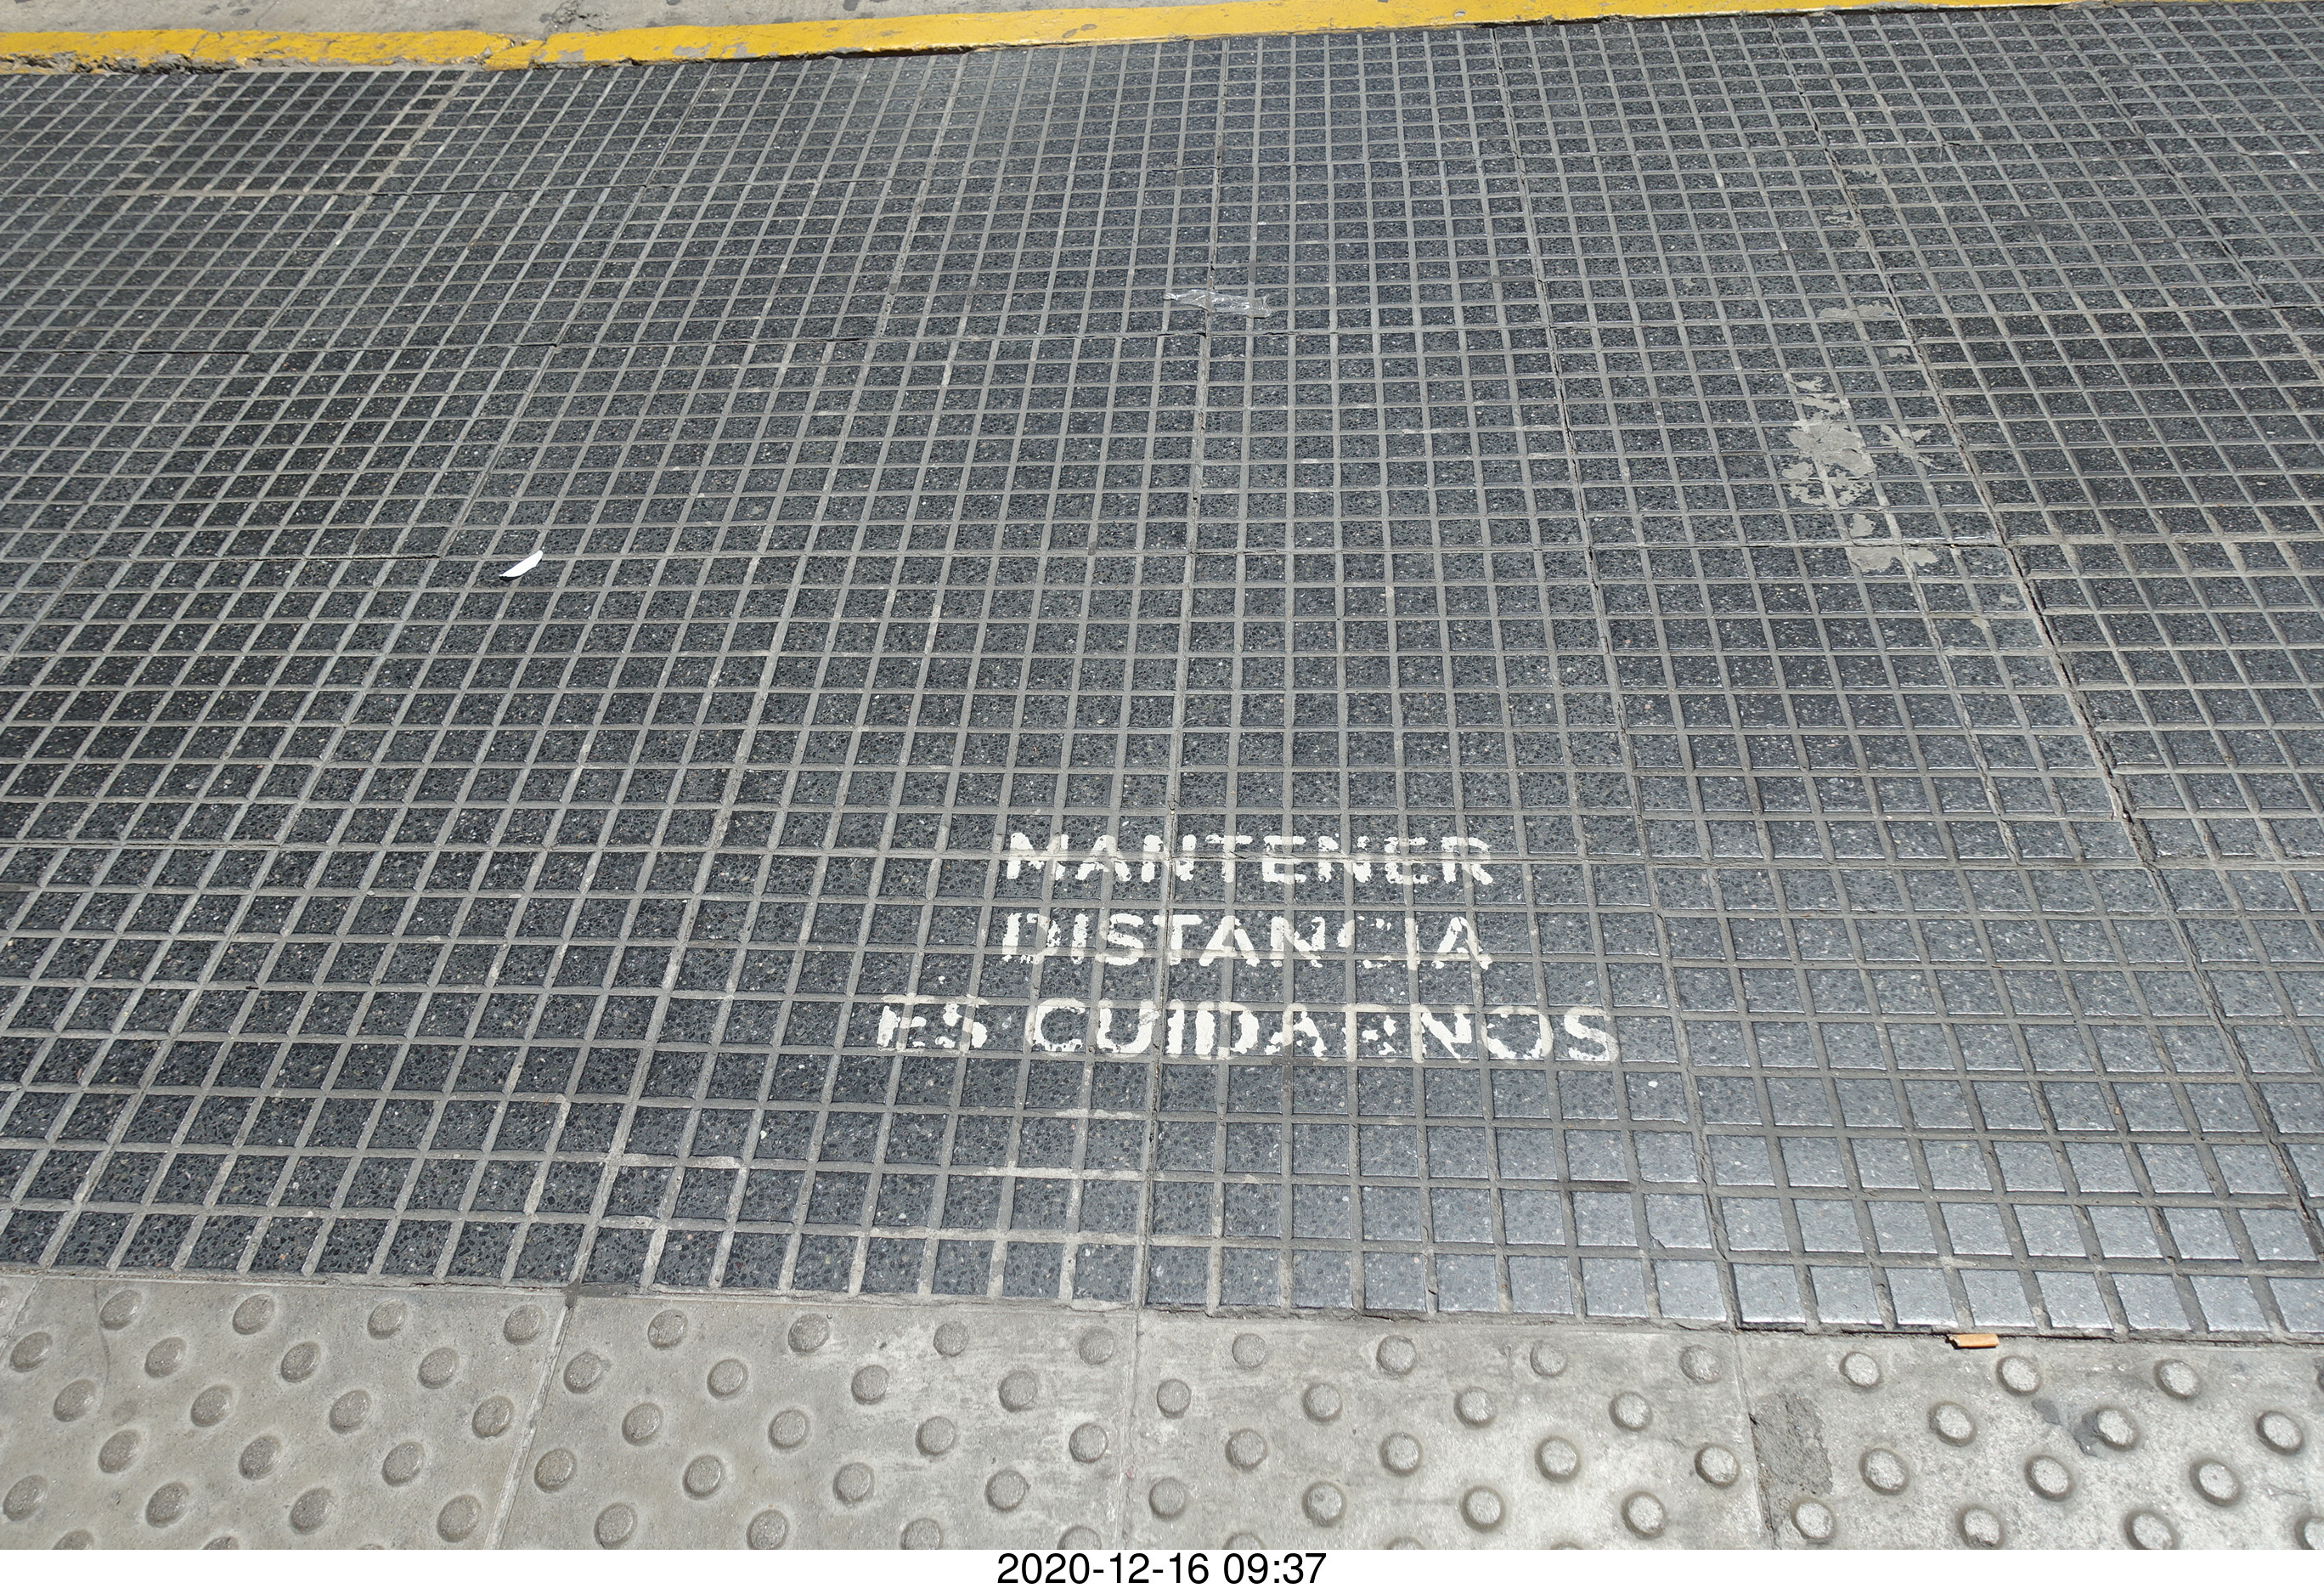 MANTENER
DISTANCIA
ES CUIDARNOS
2020-12-16 09:37